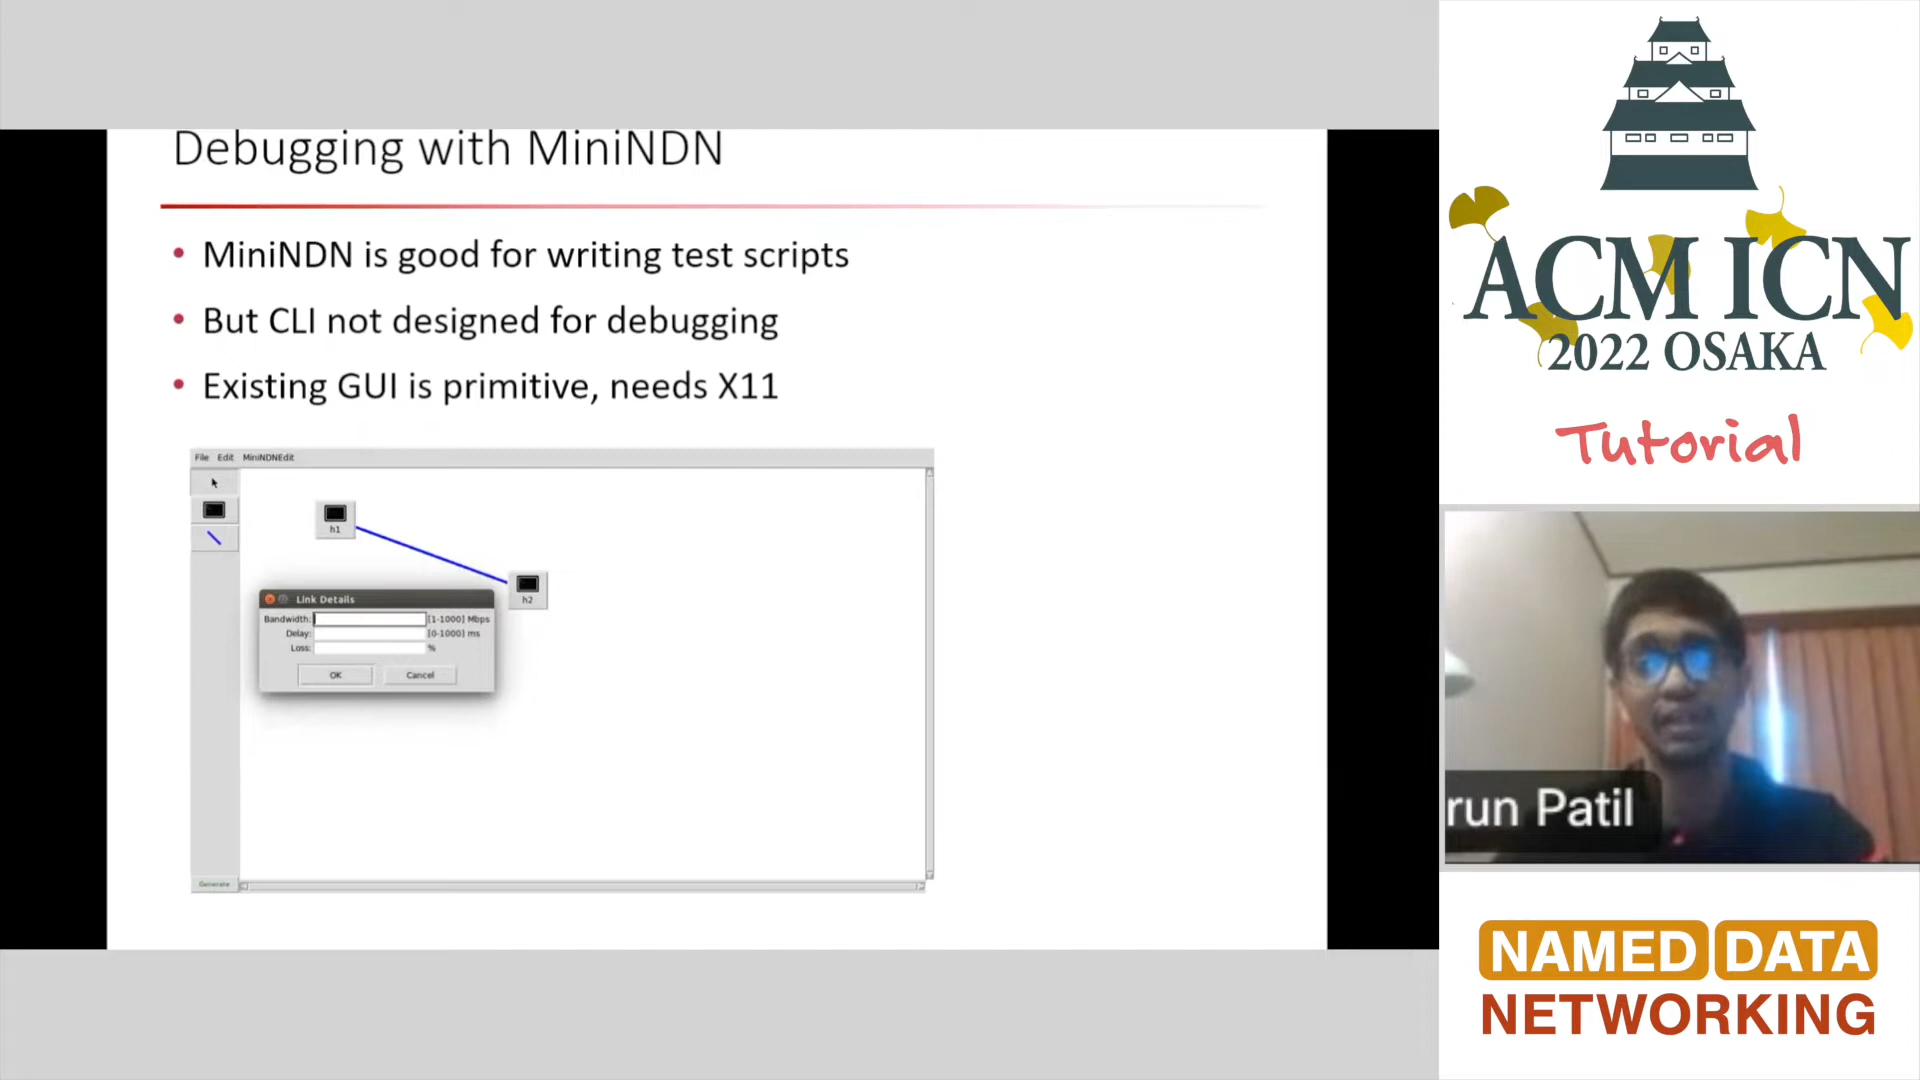 Debugging with MiniNDN
• MiniNDN is good for writing test scripts
• But CLI not designed for debugging
• Existing GUI is primitive, needs X11
File Edit MiniNDNEdit
h1
h2
Link Details
Bandwidth: [1-1000] Mbps
Delay: [0-1000] ms
Loss: %
OK Cancel
Generate
ACM ICN
2022 OSAKA
Tutorial
run Patil
NAMED DATA
NETWORKING